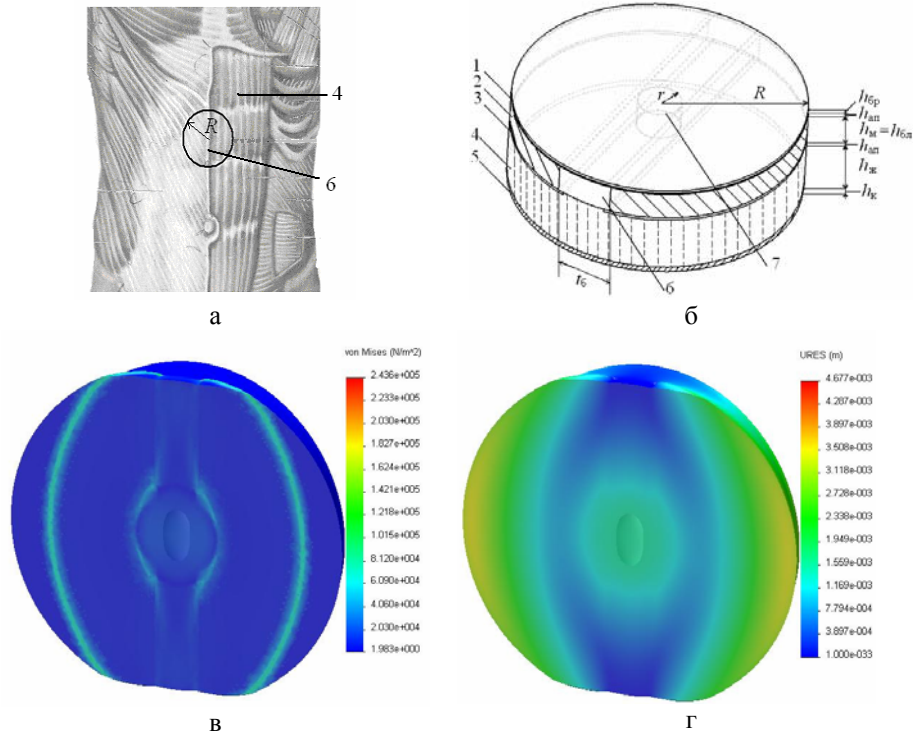 4
R
6
а
1
2
3
4
5
r
R
hбр
hап
hм = hбл
hап
hж
hк
tб
6
7
б
von Mises (N/m^2)
2.436e+005
2.233e+005
2.030e+005
1.827e+005
1.624e+005
1.421e+005
1.218e+005
1.015e+005
8.120e+004
6.090e+004
4.060e+004
2.030e+004
1.983e+000
в
URES (m)
4.677e-003
4.287e-003
3.897e-003
3.508e-003
3.118e-003
2.728e-003
2.338e-003
1.949e-003
1.559e-003
1.169e-003
7.794e-004
3.897e-004
1.000e-033
г